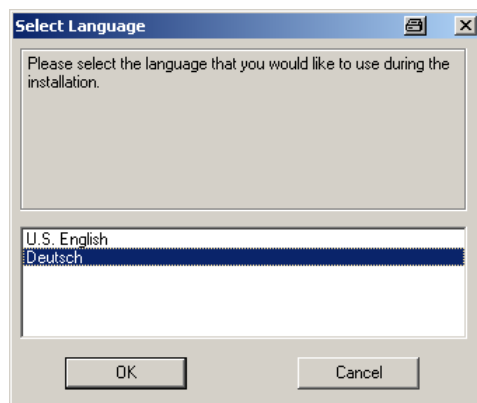 Select Language
Please select the language that you would like to use during the
installation.
U.S. English
Deutsch
OK
Cancel